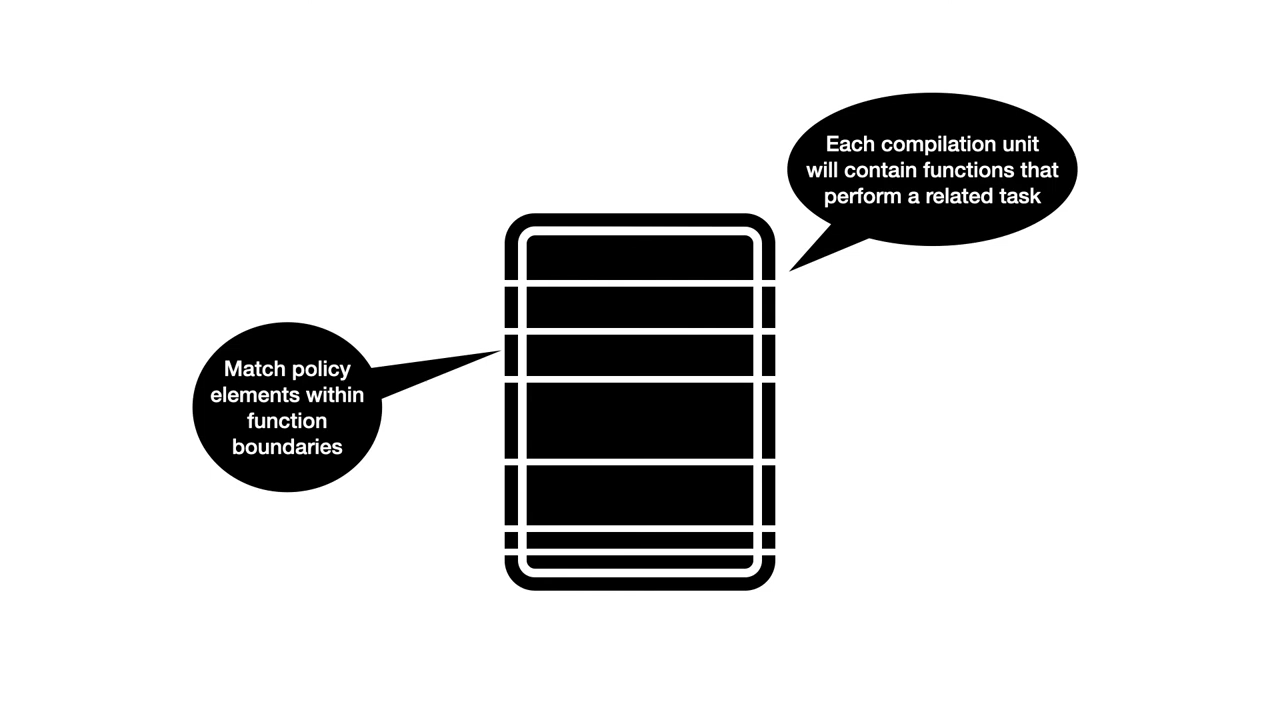 Each compilation unit
will contain functions that
perform a related task
Match policy
elements within
function
boundaries